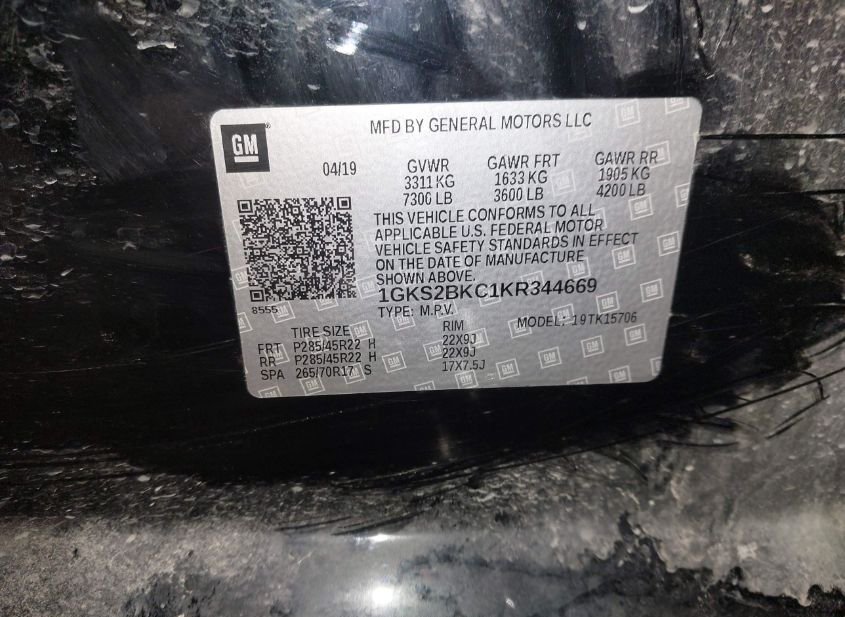 GM
MFD BY GENERAL MOTORS LLC
04/19 GVWR GAWR FRT GAWR RR
3311 KG 1633 KG 1905 KG
7300 LB 3600 LB 4200 LB
THIS VEHICLE CONFORMS TO ALL
APPLICABLE U.S. FEDERAL MOTOR
VEHICLE SAFETY STANDARDS IN EFFECT
ON THE DATE OF MANUFACTURE
SHOWN ABOVE.
8555
1GKS2BKC1KR344669
TYPE: M.P.V. MODEL: 19TK15706
TIRE SIZE RIM
FRT P285/45R22 H 22X9J
RR P285/45R22 H 22X9J
SPA 265/70R17 S 17X7.5J